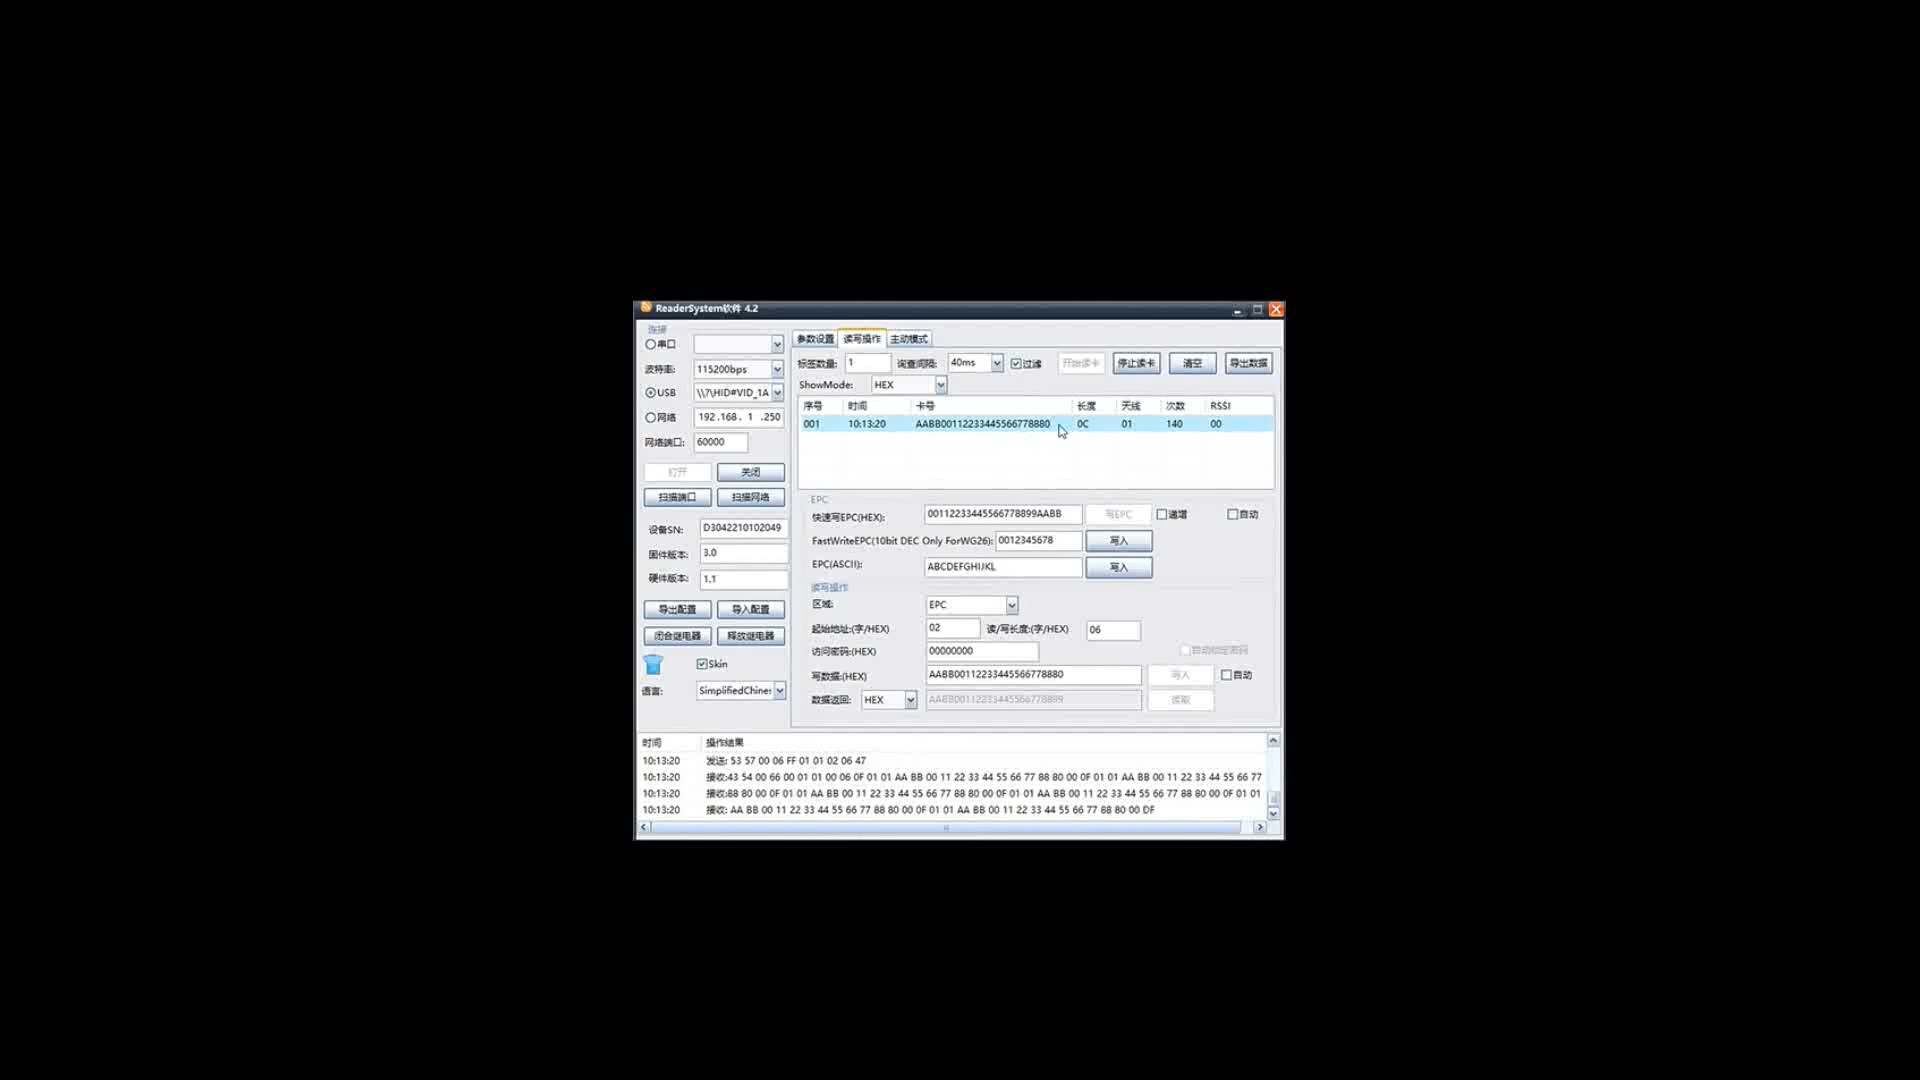 ReaderSystem软件 4.2
连接
串口
波特率: 115200bps
USB \\?\HID#VID_1A
网络 192.168. 1 .250
网络端口: 60000
打开 关闭
扫描端口 扫描网络
设备SN: D3042210102049
固件版本: 3.0
硬件版本: 1.1
导出配置 导入配置
闭合继电器 释放继电器
Skin
语言: SimplifiedChines
参数设置 读写操作 主动模式
标签数量: 1 询查间隔: 40ms 过滤 开始读卡 停止读卡 清空 导出数据
ShowMode: HEX
序号 时间 卡号 长度 天线 次数 RSSI
001 10:13:20 AABB00112233445566778880 0C 01 140 00
EPC
快速写EPC(HEX): 00112233445566778899AABB 写EPC 递增 自动
FastWriteEPC(10bit DEC Only ForWG26): 0012345678 写入
EPC(ASCII): ABCDEFGHIJKL 写入
读写操作
区域: EPC
起始地址:(字/HEX) 02 读/写长度:(字/HEX) 06
访问密码:(HEX) 00000000 自动锁定密码
写数据:(HEX) AABB00112233445566778880 写入 自动
数据返回: HEX AABB00112233445566778899 读取
时间 操作结果
10:13:20 发送: 53 57 00 06 FF 01 01 02 06 47
10:13:20 接收:43 54 00 66 00 01 01 00 06 0F 01 01 AA BB 00 11 22 33 44 55 66 77 88 80 00 0F 01 01 AA BB 00 11 22 33 44 55 66 77
10:13:20 接收:88 80 00 0F 01 01 AA BB 00 11 22 33 44 55 66 77 88 80 00 0F 01 01 AA BB 00 11 22 33 44 55 66 77 88 80 00 0F 01 01
10:13:20 接收: AA BB 00 11 22 33 44 55 66 77 88 80 00 0F 01 01 AA BB 00 11 22 33 44 55 66 77 88 80 00 DF